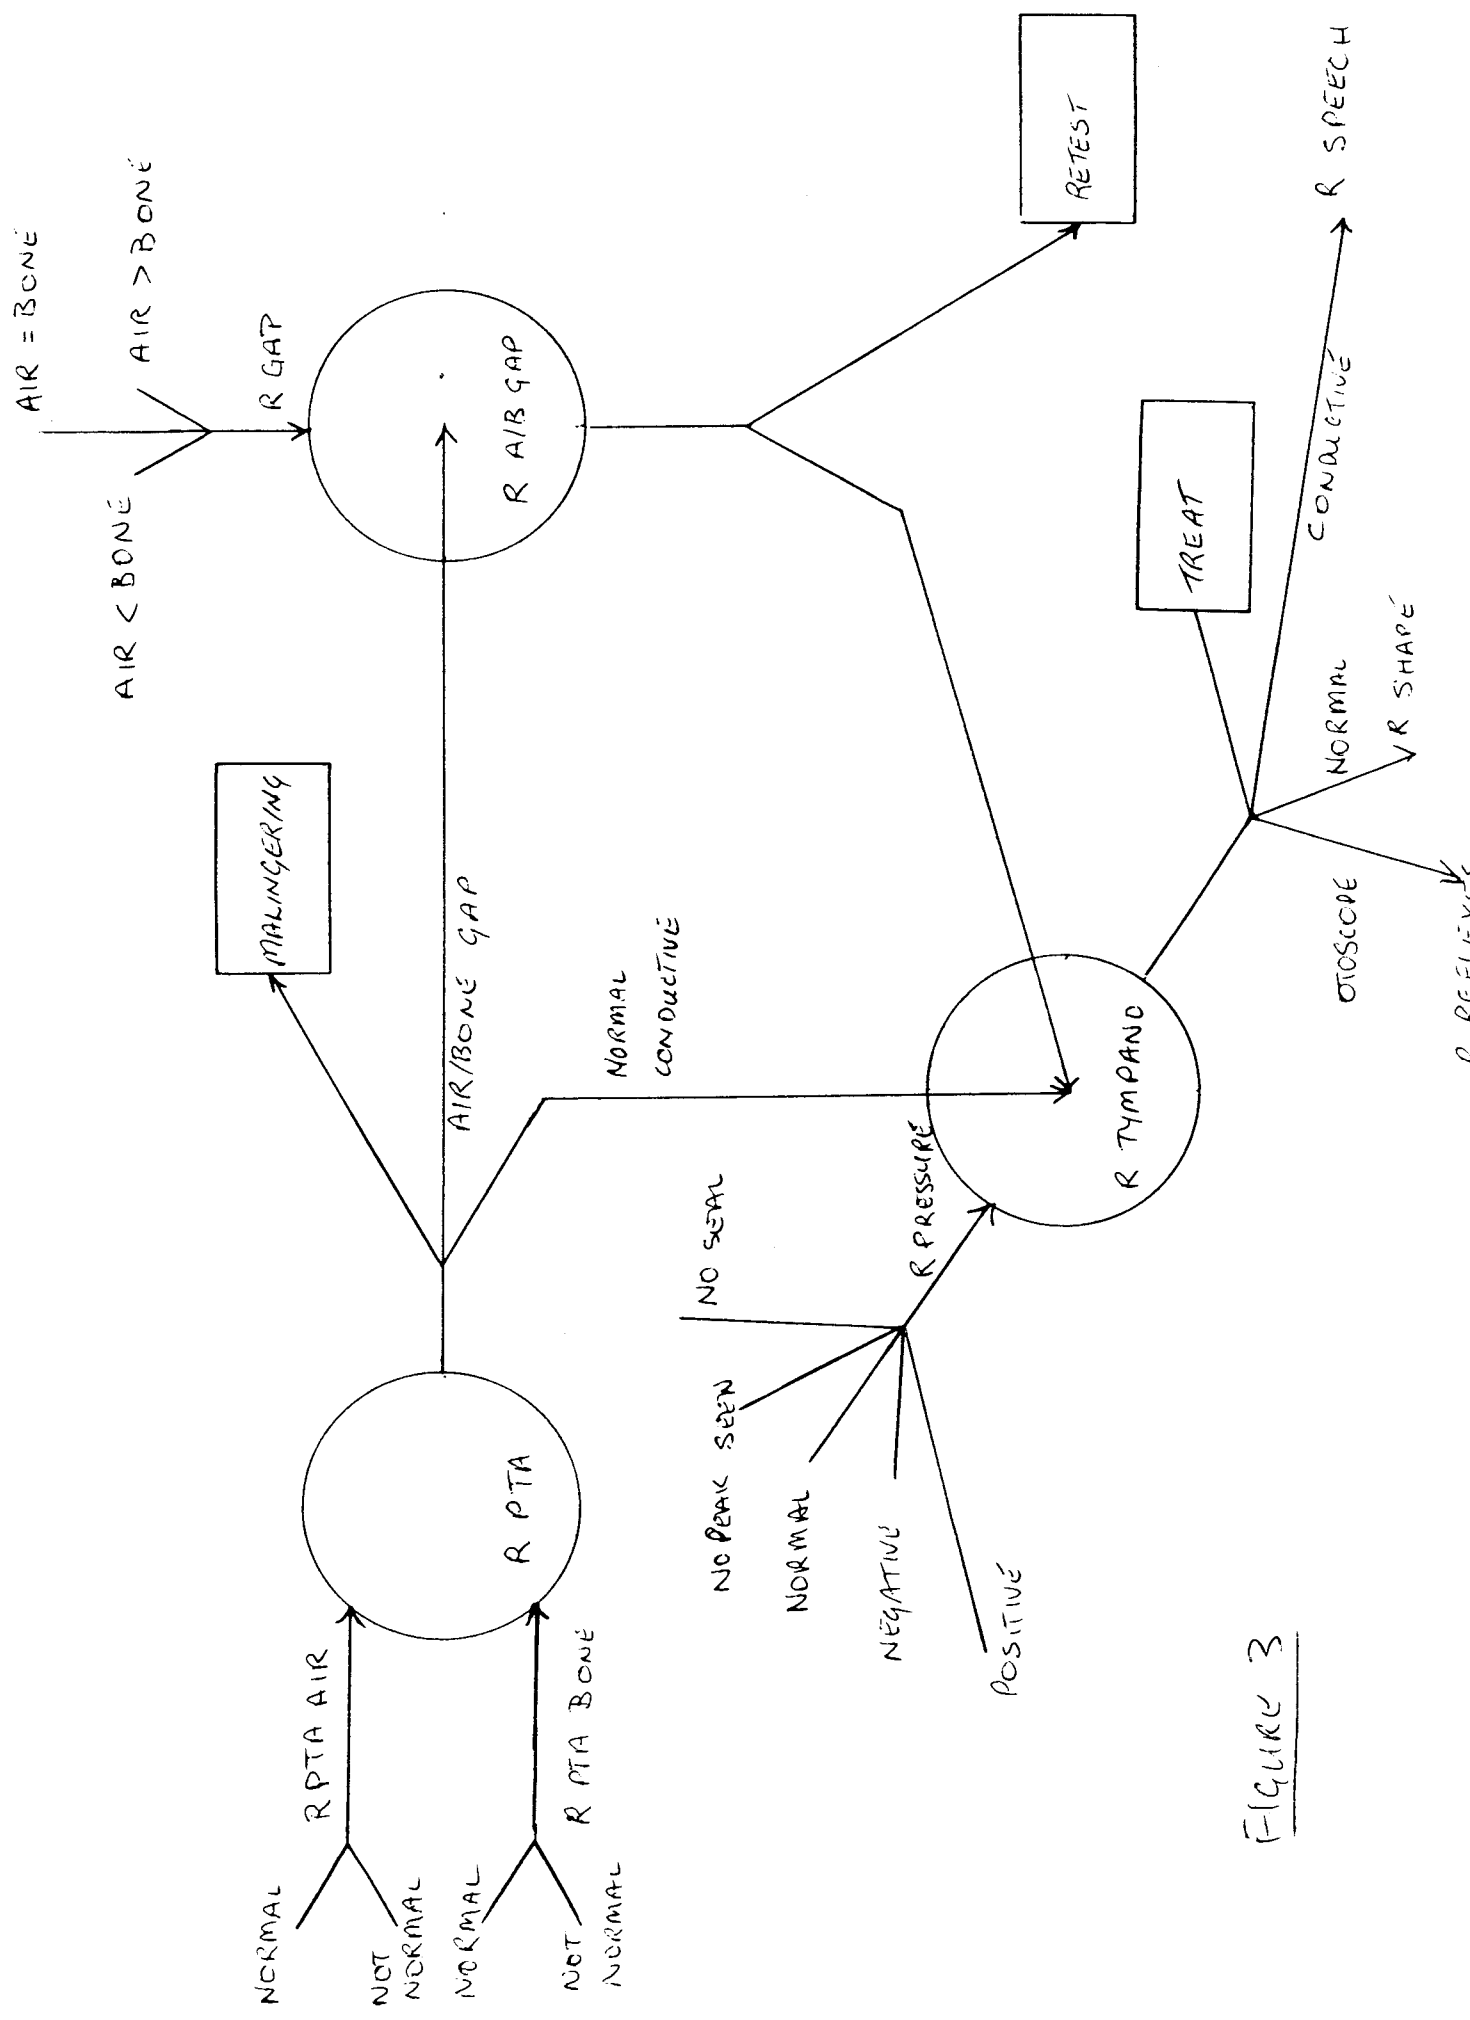 NORMAL
NOT
NORMAL
R PTA AIR
NORMAL
NOT
NORMAL
R PTA BONE
R PTA
MALINGERING
AIR/BONE GAP
NORMAL
CONDUCTIVE
AIR < BONE
AIR = BONE
AIR > BONE
R GAP
R A/B GAP
RETEST
NO SEAL
NO PEAK SEEN
NORMAL
NEGATIVE
POSITIVE
R PRESSURE
R TYMPANO
TREAT
CONDUCTIVE
R SPEECH
NORMAL
R SHAPE
OTOSCOPE
FIGURE 3